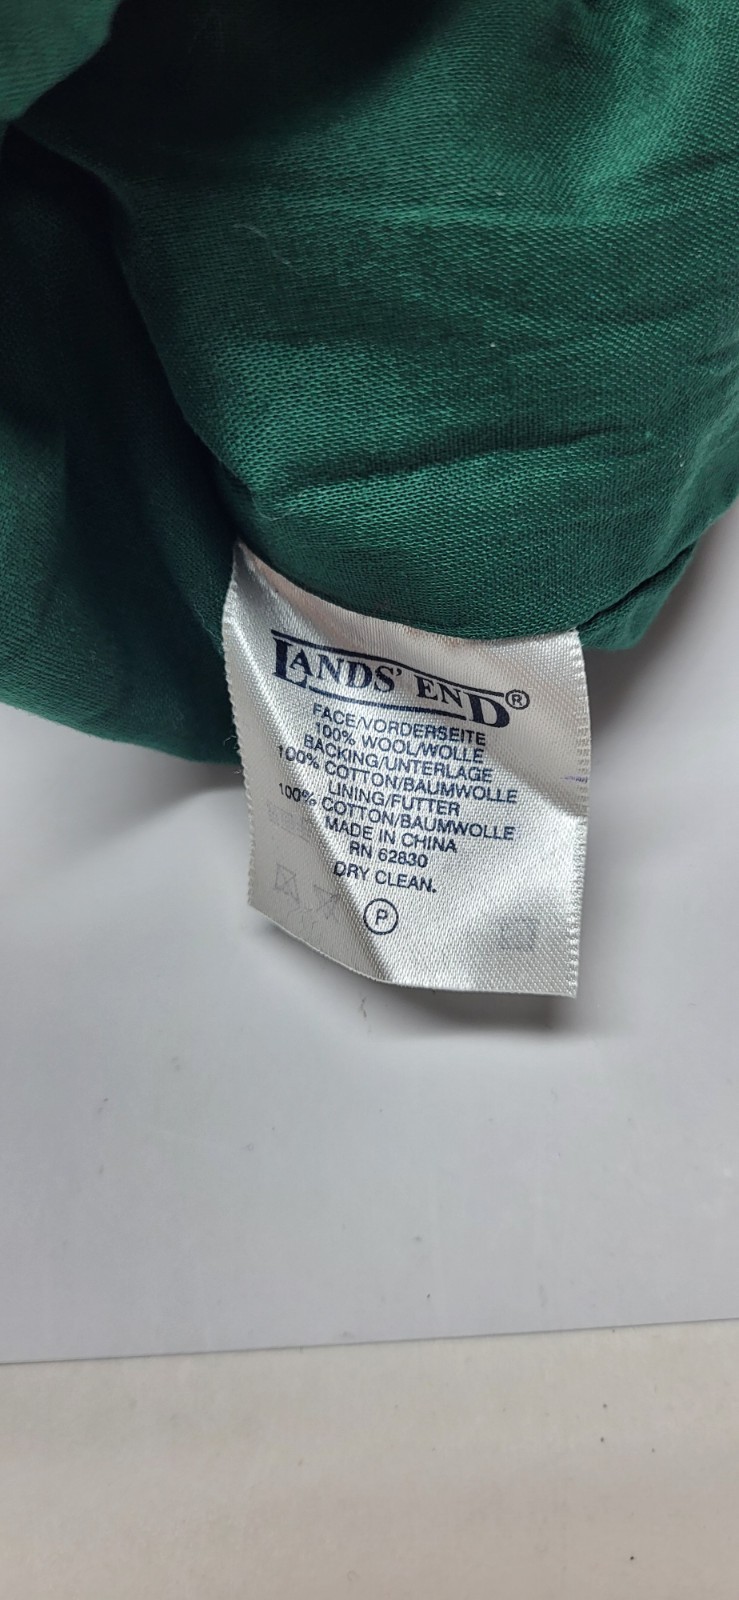 LANDS' END®
FACE/VORDERSEITE
100% WOOL/WOLLE
BACKING/UNTERLAGE
100% COTTON/BAUMWOLLE
LINING/FUTTER
100% COTTON/BAUMWOLLE
MADE IN CHINA
RN 62830
DRY CLEAN.
P